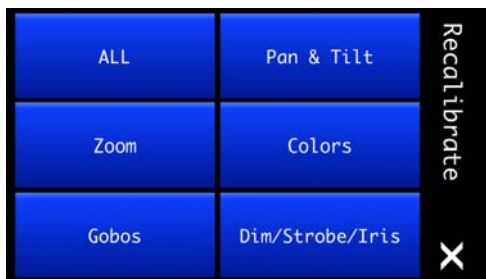 ALL
Pan & Tilt
Zoom
Colors
Gobos
Dim/Strobe/Iris
Recalibrate
X